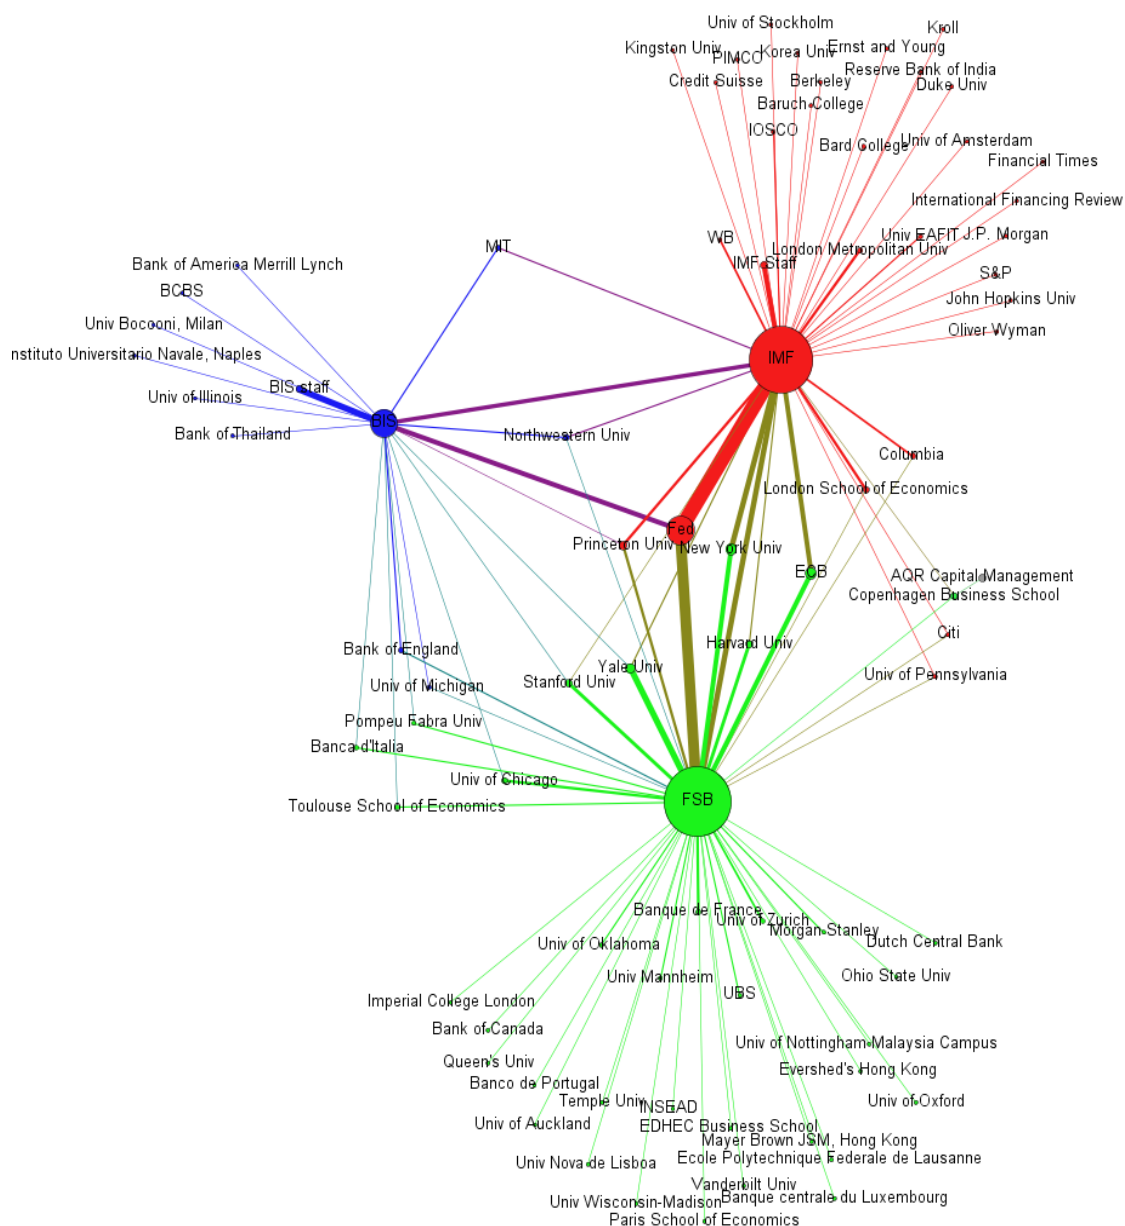 Univ of Stockholm
Kroll
Kingston Univ
PIMCO
Korea Univ
Ernst and Young
Credit Suisse
Berkeley
Reserve Bank of India
Duke Univ
Baruch College
IOSCO
Bard College
Univ of Amsterdam
Financial Times
International Financing Review
WB
London Metropolitan Univ
Univ EAFIT
J.P. Morgan
IMF Staff
S&P
John Hopkins Univ
Oliver Wyman
IMF
MIT
Bank of America Merrill Lynch
BCBS
Univ Bocconi, Milan
nstituto Universitario Navale, Naples
BIS staff
Univ of Illinois
BIS
Bank of Thailand
Northwestern Univ
Columbia
London School of Economics
Fed
Princeton Univ
New York Univ
ECB
AQR Capital Management
Copenhagen Business School
Citi
Harvard Univ
Bank of England
Yale Univ
Stanford Univ
Univ of Pennsylvania
Univ of Michigan
Pompeu Fabra Univ
Banca d'Italia
Univ of Chicago
Toulouse School of Economics
FSB
Banque de France
Univ of Zurich
Morgan Stanley
Dutch Central Bank
Univ of Oklahoma
Univ Mannheim
Ohio State Univ
UBS
Imperial College London
Bank of Canada
Univ of Nottingham-Malaysia Campus
Queen's Univ
Evershed's Hong Kong
Banco de Portugal
Temple Univ
INSEAD
Univ of Oxford
Univ of Auckland
EDHEC Business School
Mayer Brown JSM, Hong Kong
Univ Nova de Lisboa
Ecole Polytechnique Federale de Lausanne
Vanderbilt Univ
Univ Wisconsin-Madison
Banque centrale du Luxembourg
Paris School of Economics